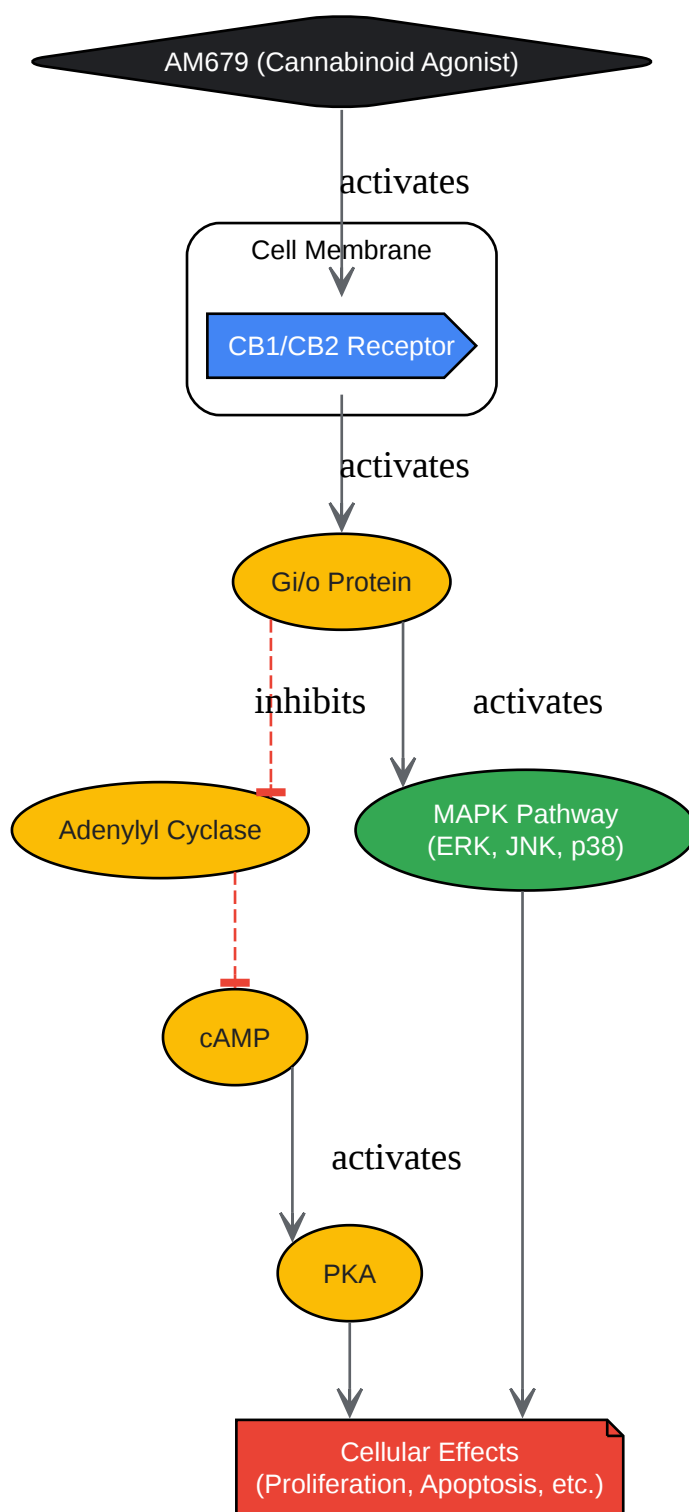 AM679 (Cannabinoid Agonist)
activates
Cell Membrane
CB1/CB2 Receptor
activates
Gi/o Protein
inhibits
activates
Adenylyl Cyclase
MAPK Pathway
(ERK, JNK, p38)
cAMP
activates
PKA
Cellular Effects
(Proliferation, Apoptosis, etc.)